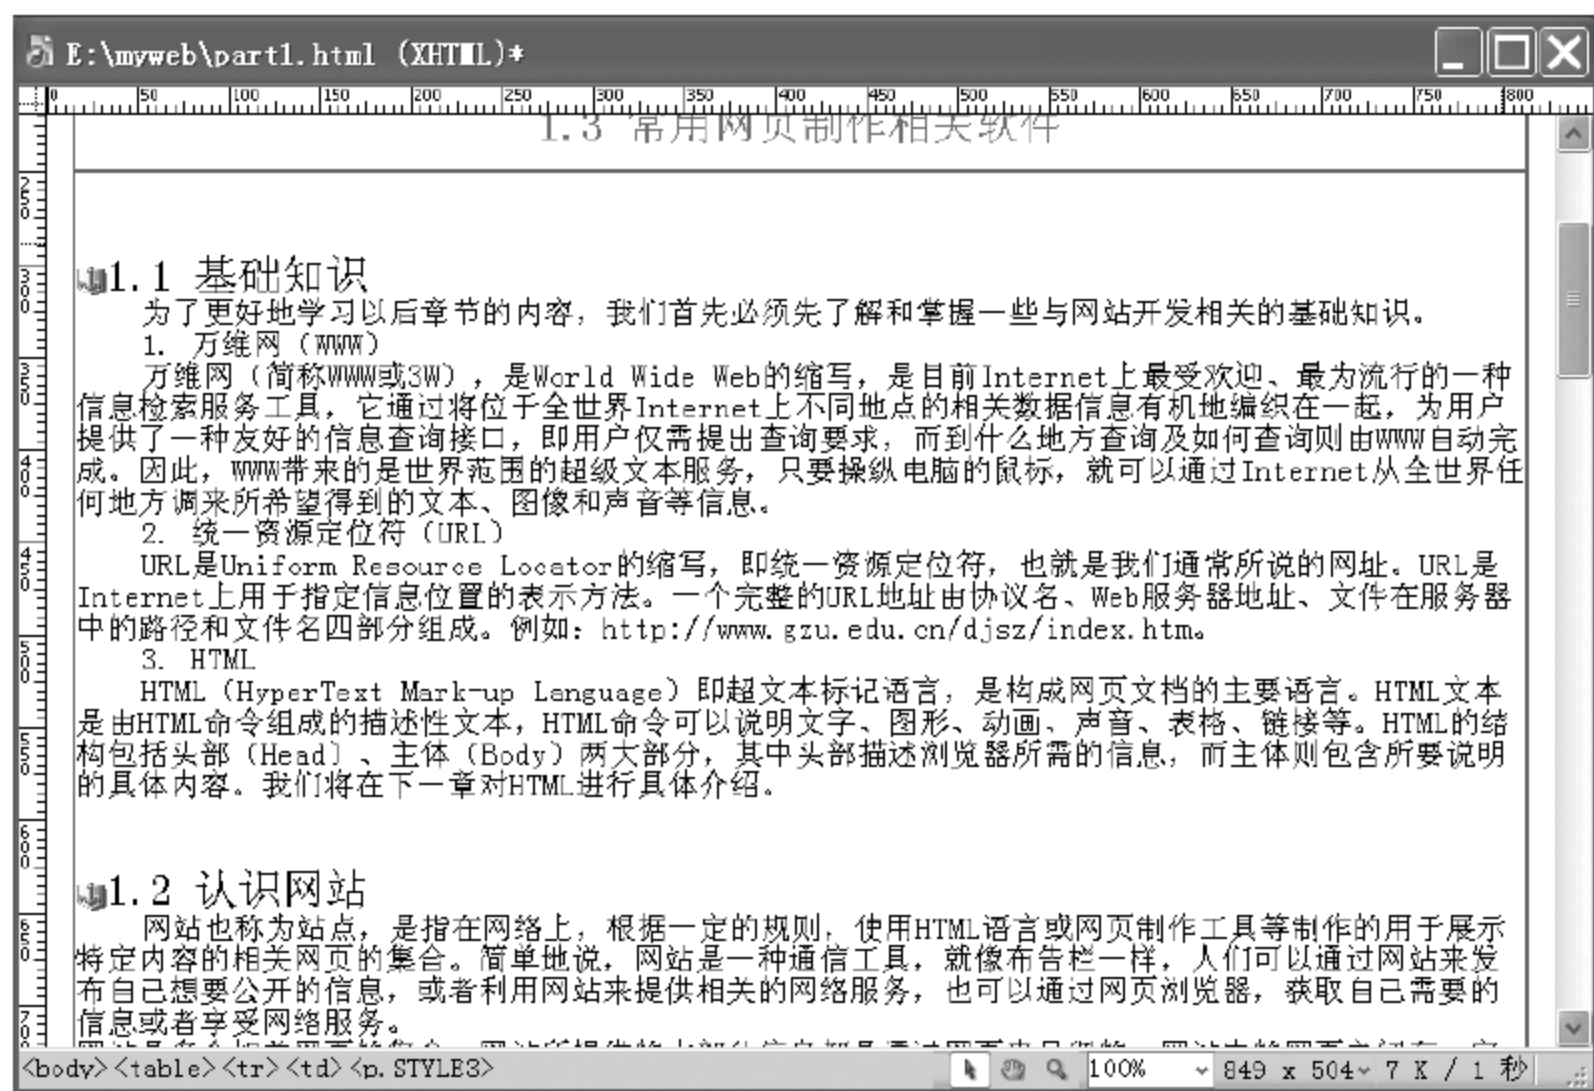 E:\myweb\part1.html (XHTML)*
0 50 100 150 200 250 300 350 400 450 500 550 600 650 700 750 800
1.3 常用网页制作相关软件
1.1 基础知识
为了更好地学习以后章节的内容，我们首先必须先了解和掌握一些与网站开发相关的基础知识。
1. 万维网（WWW）
万维网（简称WWW或3W），是World Wide Web的缩写，是目前Internet上最受欢迎、最为流行的一种
信息检索服务工具，它通过将位于全世界Internet上不同地点的相关数据信息有机地编织在一起，为用户
提供了一种友好的信息查询接口，即用户仅需提出查询要求，而到什么地方查询及如何查询则由WWW自动完
成。因此，WWW带来的是世界范围的超级文本服务，只要操纵电脑的鼠标，就可以通过Internet从全世界任
何地方调来所希望得到的文本、图像和声音等信息。
2. 统一资源定位符（URL）
URL是Uniform Resource Locator的缩写，即统一资源定位符，也就是我们通常所说的网址。URL是
Internet上用于指定信息位置的表示方法。一个完整的URL地址由协议名、Web服务器地址、文件在服务器
中的路径和文件名四部分组成。例如：http://www.gzu.edu.cn/djsz/index.htm。
3. HTML
HTML（HyperText Mark-up Language）即超文本标记语言，是构成网页文档的主要语言。HTML文本
是由HTML命令组成的描述性文本，HTML命令可以说明文字、图形、动画、声音、表格、链接等。HTML的结
构包括头部（Head）、主体（Body）两大部分，其中头部描述浏览器所需的信息，而主体则包含所要说明
的具体内容。我们将在下一章对HTML进行具体介绍。
1.2 认识网站
网站也称为站点，是指在网络上，根据一定的规则，使用HTML语言或网页制作工具等制作的用于展示
特定内容的相关网页的集合。简单地说，网站是一种通信工具，就像布告栏一样，人们可以通过网站来发
布自己想要公开的信息，或者利用网站来提供相关的网络服务，也可以通过网页浏览器，获取自己需要的
信息或者享受网络服务。
<body><table><tr><td><p.STYLE3> 100% 849 x 504 7 K / 1 秒